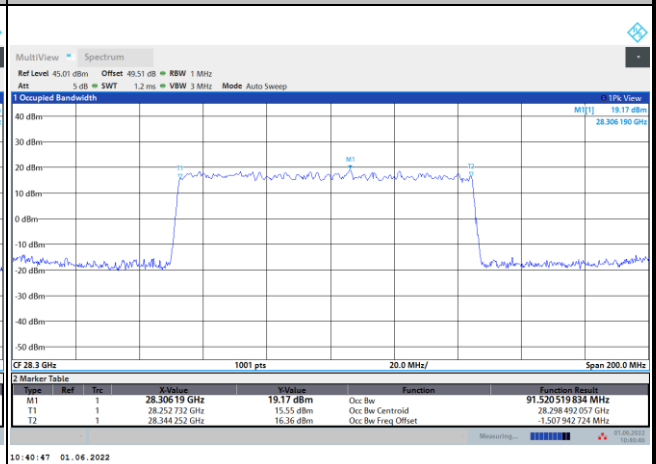 MultiView Spectrum
Ref Level 45.01 dBm Offset 49.51 dB RBW 1 MHz
Att 5 dB SWT 1.2 ms VBW 3 MHz Mode Auto Sweep
1 Occupied Bandwidth 1Pk View
M1[1] 19.17 dBm
28.306 190 GHz
40 dBm
30 dBm
20 dBm
10 dBm
0 dBm
-10 dBm
-20 dBm
-30 dBm
-40 dBm
-50 dBm
T1 M1 T2
CF 28.3 GHz 1001 pts 20.0 MHz/ Span 200.0 MHz
2 Marker Table
Type Ref Trc X-Value Y-Value Function Function Result
M1 1 28.306 19 GHz 19.17 dBm Occ Bw 91.520 519 834 MHz
T1 1 28.252 732 GHz 15.55 dBm Occ Bw Centroid 28.298 492 057 GHz
T2 1 28.344 252 GHz 16.36 dBm Occ Bw Freq Offset -1.507 942 724 MHz
Measuring... 01.06.2022
10:40:46
10:40:47 01.06.2022